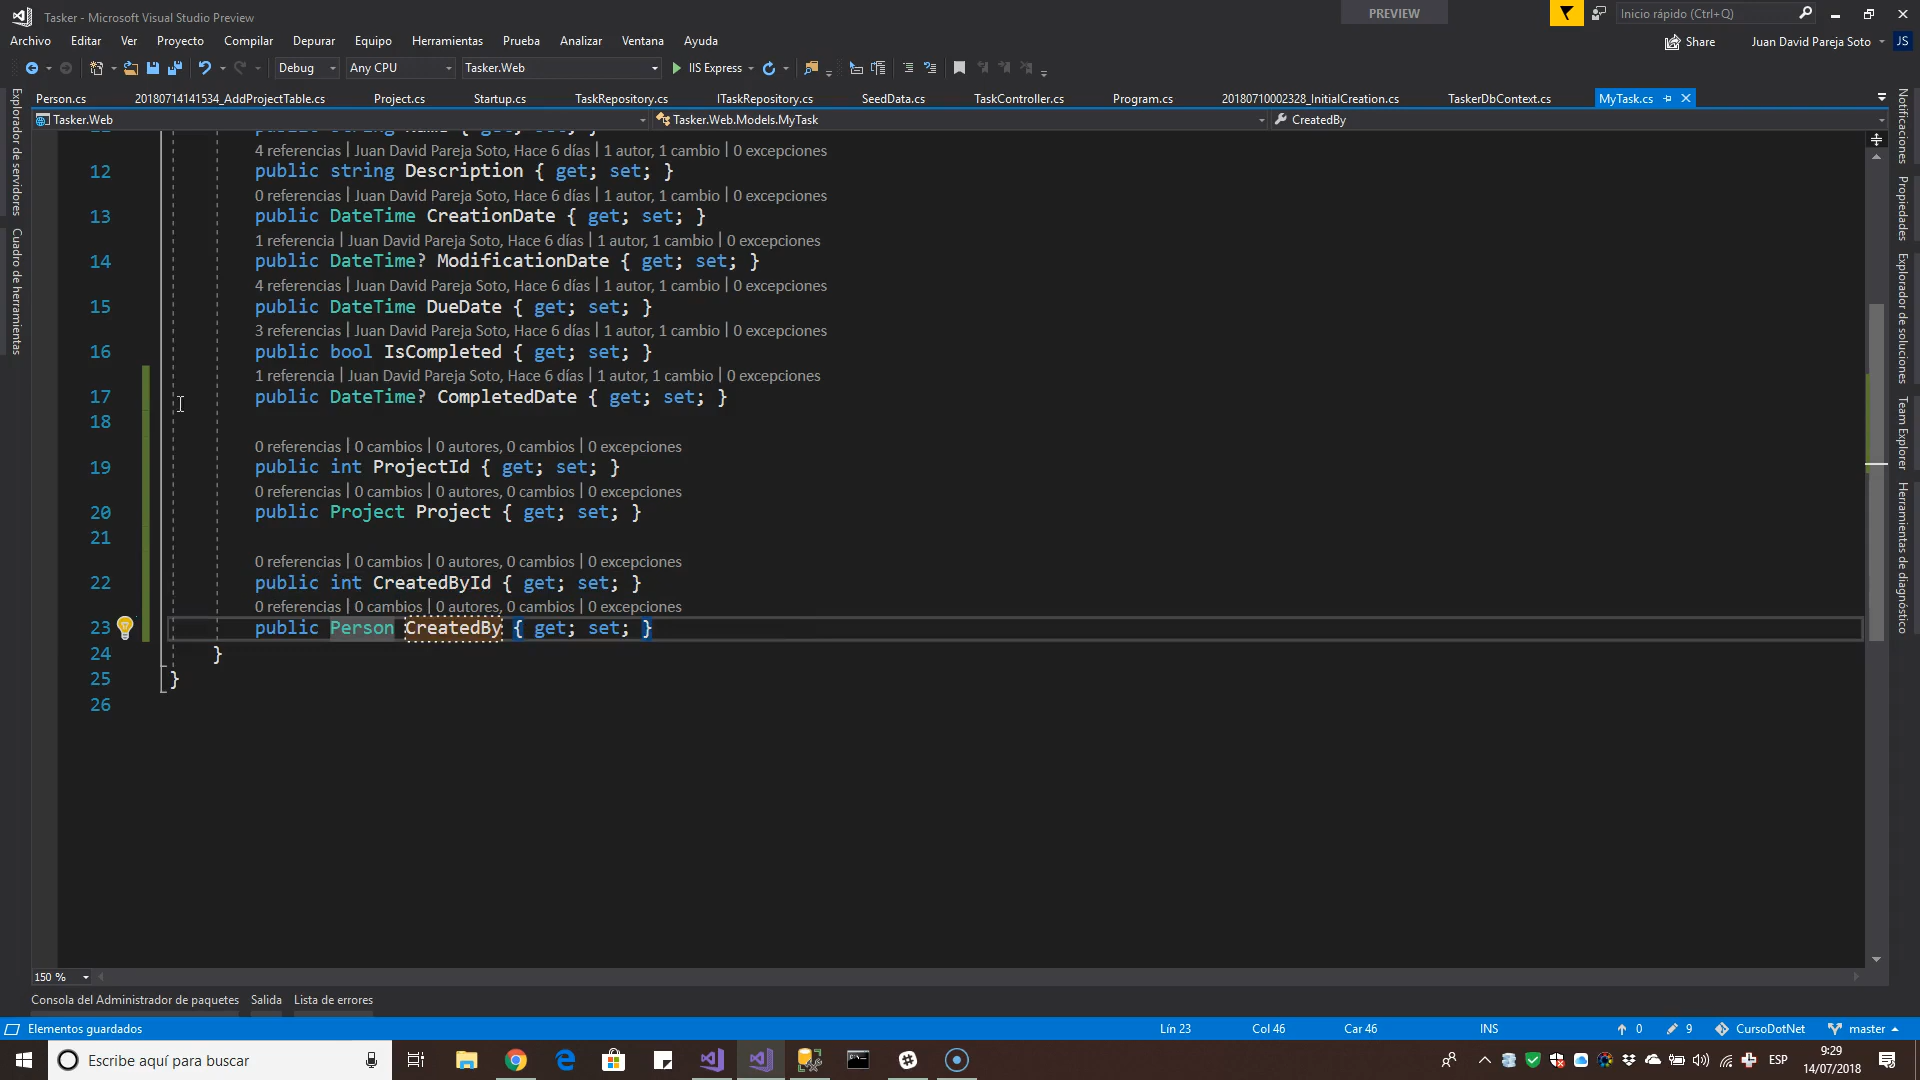 Tasker - Microsoft Visual Studio Preview
PREVIEW
Inicio rápido (Ctrl+Q)
Archivo Editar Ver Proyecto Compilar Depurar Equipo Herramientas Prueba Analizar Ventana Ayuda
Share
Juan David Pareja Soto
JS
Debug
Any CPU
Tasker.Web
IIS Express
Person.cs 20180714141534_AddProjectTable.cs Project.cs Startup.cs TaskRepository.cs ITaskRepository.cs SeedData.cs TaskController.cs Program.cs 20180710002328_InitialCreation.cs TaskerDbContext.cs MyTask.cs
Tasker.Web
Tasker.Web.Models.MyTask
CreatedBy
Explorador de servidores
Cuadro de herramientas
4 referencias | Juan David Pareja Soto, Hace 6 días | 1 autor, 1 cambio | 0 excepciones
12 public string Description { get; set; }
0 referencias | Juan David Pareja Soto, Hace 6 días | 1 autor, 1 cambio | 0 excepciones
13 public DateTime CreationDate { get; set; }
1 referencia | Juan David Pareja Soto, Hace 6 días | 1 autor, 1 cambio | 0 excepciones
14 public DateTime? ModificationDate { get; set; }
4 referencias | Juan David Pareja Soto, Hace 6 días | 1 autor, 1 cambio | 0 excepciones
15 public DateTime DueDate { get; set; }
3 referencias | Juan David Pareja Soto, Hace 6 días | 1 autor, 1 cambio | 0 excepciones
16 public bool IsCompleted { get; set; }
1 referencia | Juan David Pareja Soto, Hace 6 días | 1 autor, 1 cambio | 0 excepciones
17 public DateTime? CompletedDate { get; set; }
18
0 referencias | 0 cambios | 0 autores, 0 cambios | 0 excepciones
19 public int ProjectId { get; set; }
0 referencias | 0 cambios | 0 autores, 0 cambios | 0 excepciones
20 public Project Project { get; set; }
21
0 referencias | 0 cambios | 0 autores, 0 cambios | 0 excepciones
22 public int CreatedById { get; set; }
0 referencias | 0 cambios | 0 autores, 0 cambios | 0 excepciones
23 public Person CreatedBy { get; set; }
24 }
25 }
26
Notificaciones
Propiedades
Explorador de soluciones
Team Explorer
Herramientas de diagnóstico
150 %
Consola del Administrador de paquetes Salida Lista de errores
Elementos guardados
Lín 23
Col 46
Car 46
INS
0
9
CursoDotNet
master
Escribe aquí para buscar
ESP
9:29
14/07/2018